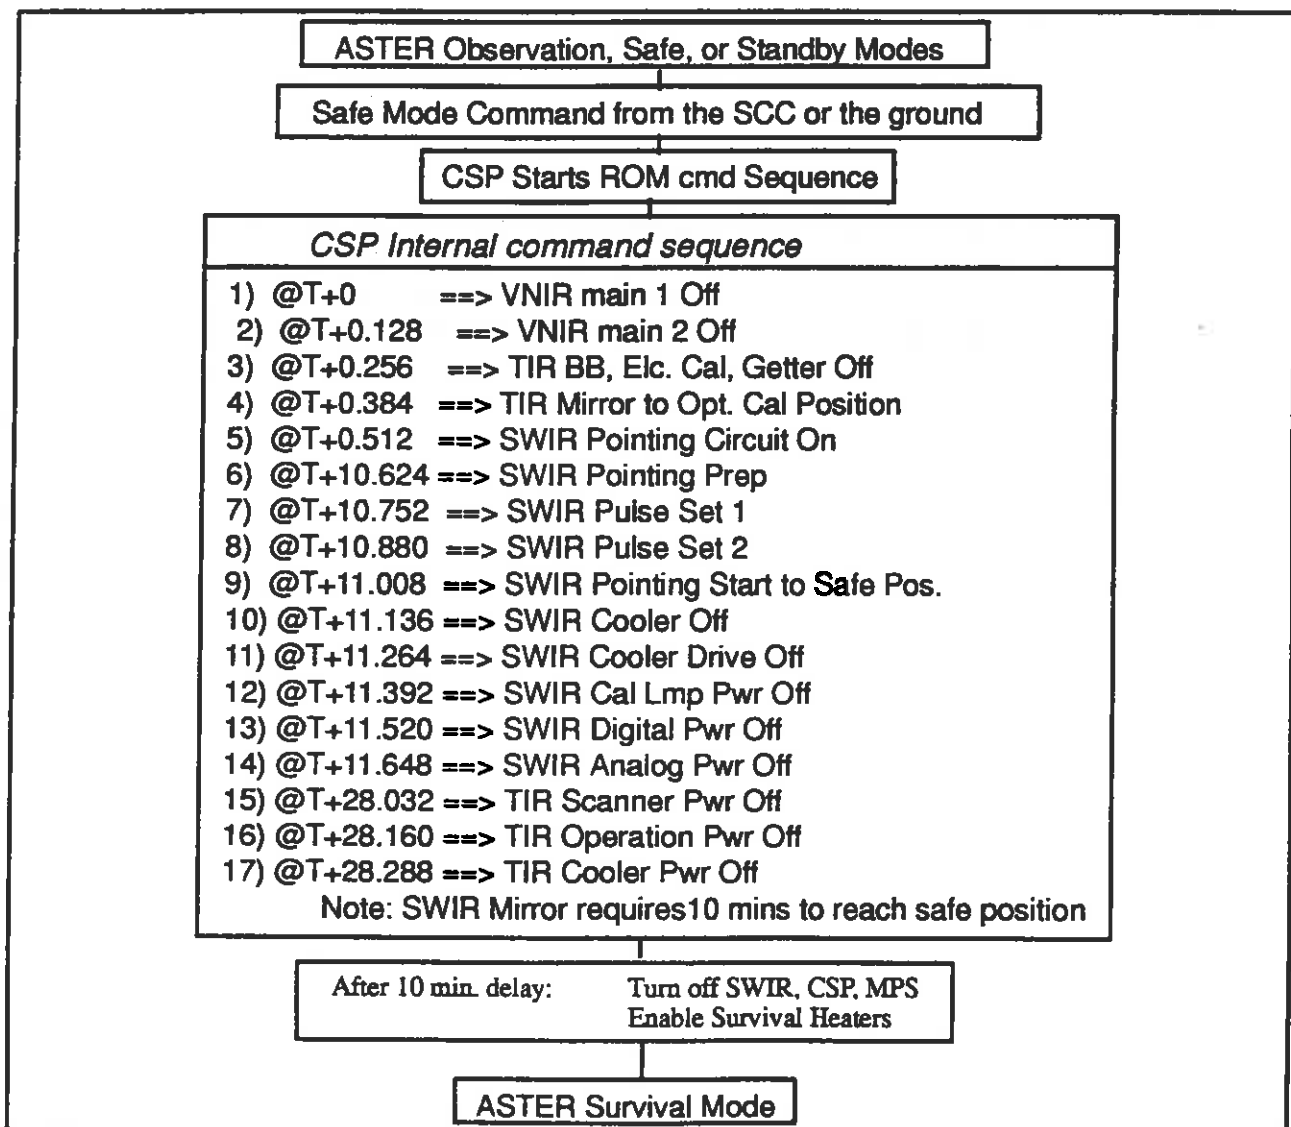 ASTER Observation, Safe, or Standby Modes
Safe Mode Command from the SCC or the ground
CSP Starts ROM cmd Sequence
CSP Internal command sequence
1) @T+0 ==> VNIR main 1 Off
2) @T+0.128 ==> VNIR main 2 Off
3) @T+0.256 ==> TIR BB, Elc. Cal, Getter Off
4) @T+0.384 ==> TIR Mirror to Opt. Cal Position
5) @T+0.512 ==> SWIR Pointing Circuit On
6) @T+10.624 ==> SWIR Pointing Prep
7) @T+10.752 ==> SWIR Pulse Set 1
8) @T+10.880 ==> SWIR Pulse Set 2
9) @T+11.008 ==> SWIR Pointing Start to Safe Pos.
10) @T+11.136 ==> SWIR Cooler Off
11) @T+11.264 ==> SWIR Cooler Drive Off
12) @T+11.392 ==> SWIR Cal Lmp Pwr Off
13) @T+11.520 ==> SWIR Digital Pwr Off
14) @T+11.648 ==> SWIR Analog Pwr Off
15) @T+28.032 ==> TIR Scanner Pwr Off
16) @T+28.160 ==> TIR Operation Pwr Off
17) @T+28.288 ==> TIR Cooler Pwr Off
Note: SWIR Mirror requires10 mins to reach safe position
After 10 min. delay: Turn off SWIR, CSP, MPS
Enable Survival Heaters
ASTER Survival Mode